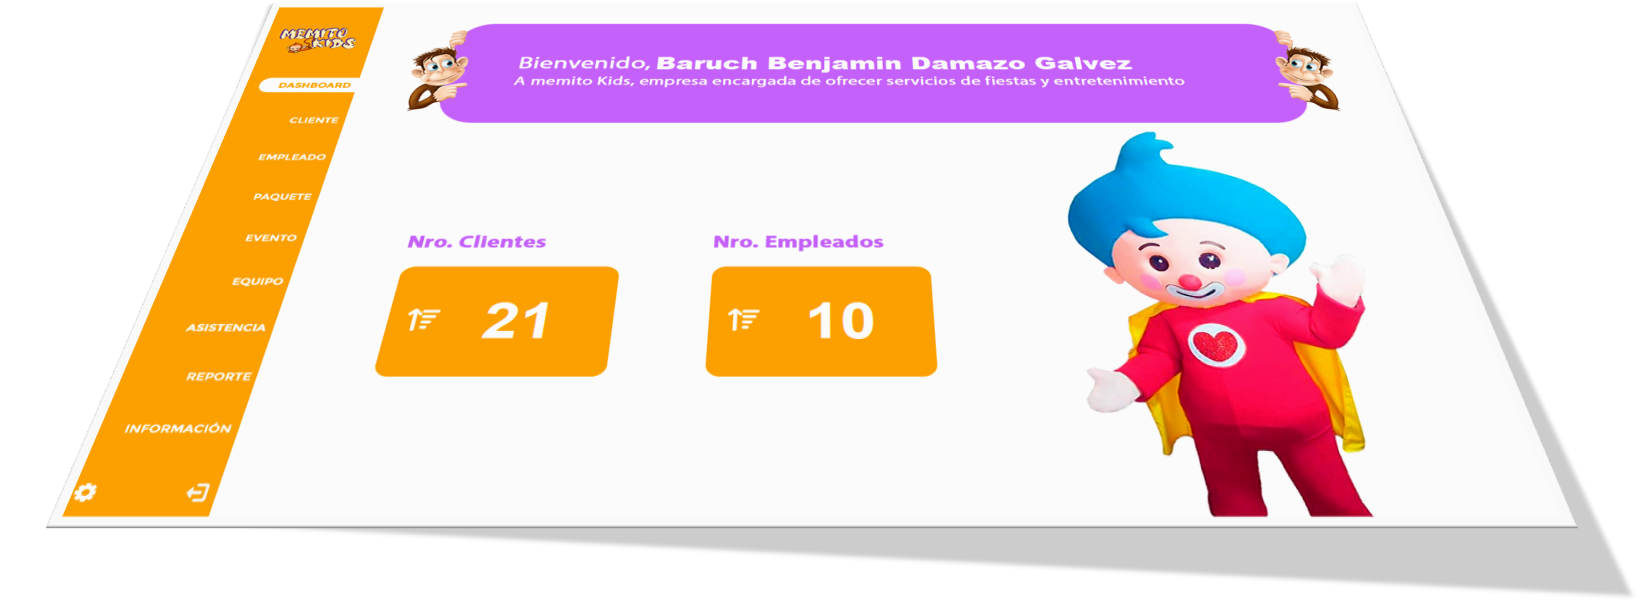 MEMITO
KIDS
DASHBOARD
CLIENTE
EMPLEADO
PAQUETE
EVENTO
EQUIPO
ASISTENCIA
REPORTE
INFORMACIÓN
Bienvenido, Baruch Benjamin Damazo Galvez
A memito Kids, empresa encargada de ofrecer servicios de fiestas y entretenimiento
Nro. Clientes
21
Nro. Empleados
10